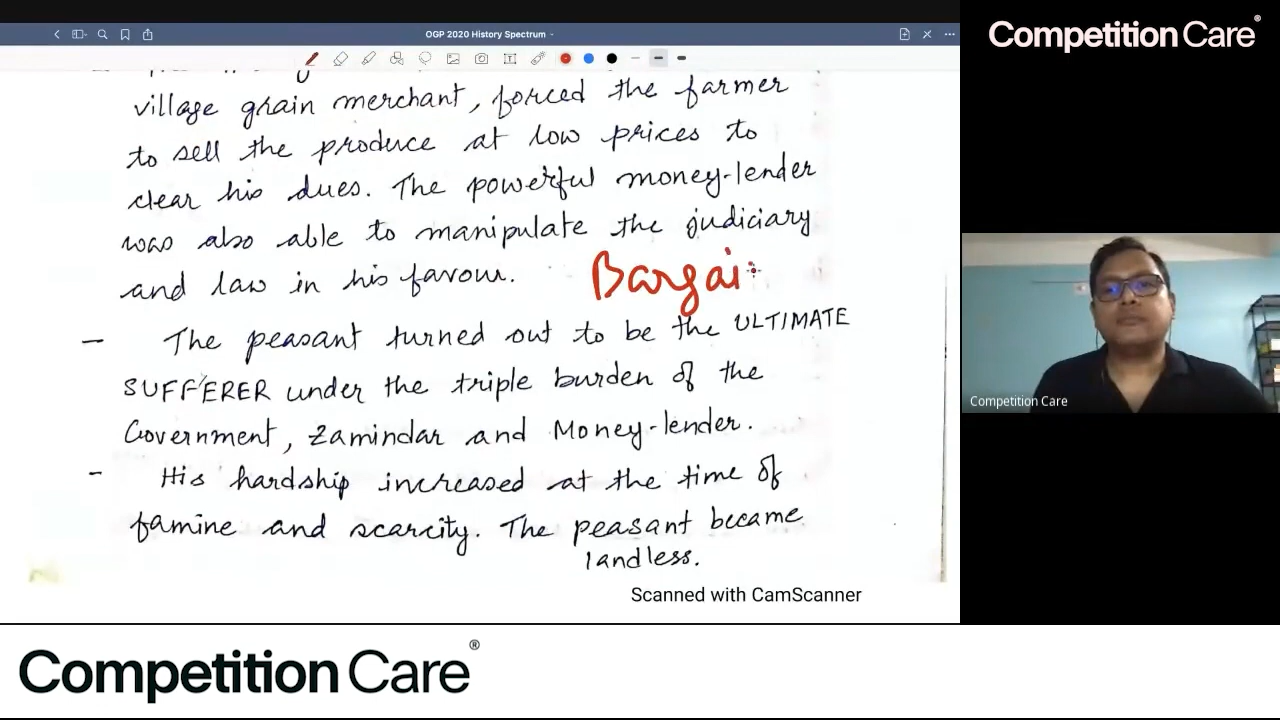 Competition Care®
OGP 2020 History Spectrum
village grain merchant, forced the farmer
to sell the produce at low prices to
clear his dues. The powerful money-lender
was also able to manipulate the judiciary
and law in his favour. Bargai
- The peasant turned out to be the ULTIMATE
SUFFERER under the triple burden of the
Government, Zamindar and Money-lender.
- His hardship increased at the time of
famine and scarcity. The peasant became
landless.
Scanned with CamScanner
Competition Care
Competition Care®